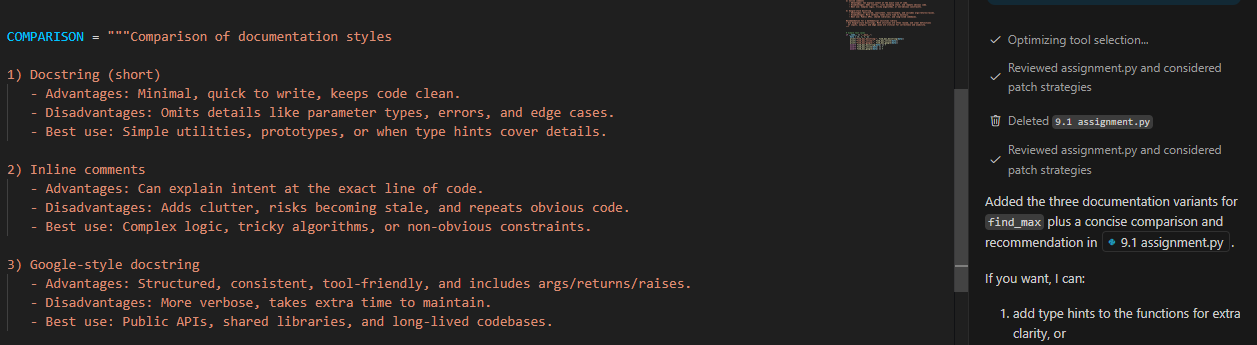 COMPARISON = """Comparison of documentation styles
1) Docstring (short)
- Advantages: Minimal, quick to write, keeps code clean.
- Disadvantages: Omits details like parameter types, errors, and edge cases.
- Best use: Simple utilities, prototypes, or when type hints cover details.
2) Inline comments
- Advantages: Can explain intent at the exact line of code.
- Disadvantages: Adds clutter, risks becoming stale, and repeats obvious code.
- Best use: Complex logic, tricky algorithms, or non-obvious constraints.
3) Google-style docstring
- Advantages: Structured, consistent, tool-friendly, and includes args/returns/raises.
- Disadvantages: More verbose, takes extra time to maintain.
- Best use: Public APIs, shared libraries, and long-lived codebases.
Optimizing tool selection...
Reviewed assignment.py and considered
patch strategies
Deleted 9.1 assignment.py
Reviewed assignment.py and considered
patch strategies
Added the three documentation variants for
find_max plus a concise comparison and
recommendation in 9.1 assignment.py.
If you want, I can:
1. add type hints to the functions for extra
clarity, or